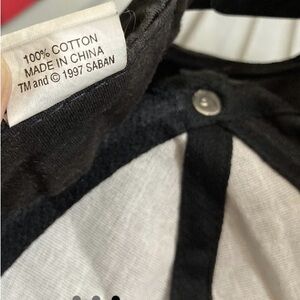 100% COTTON
MADE IN CHINA
TM and © 1997 SABAN